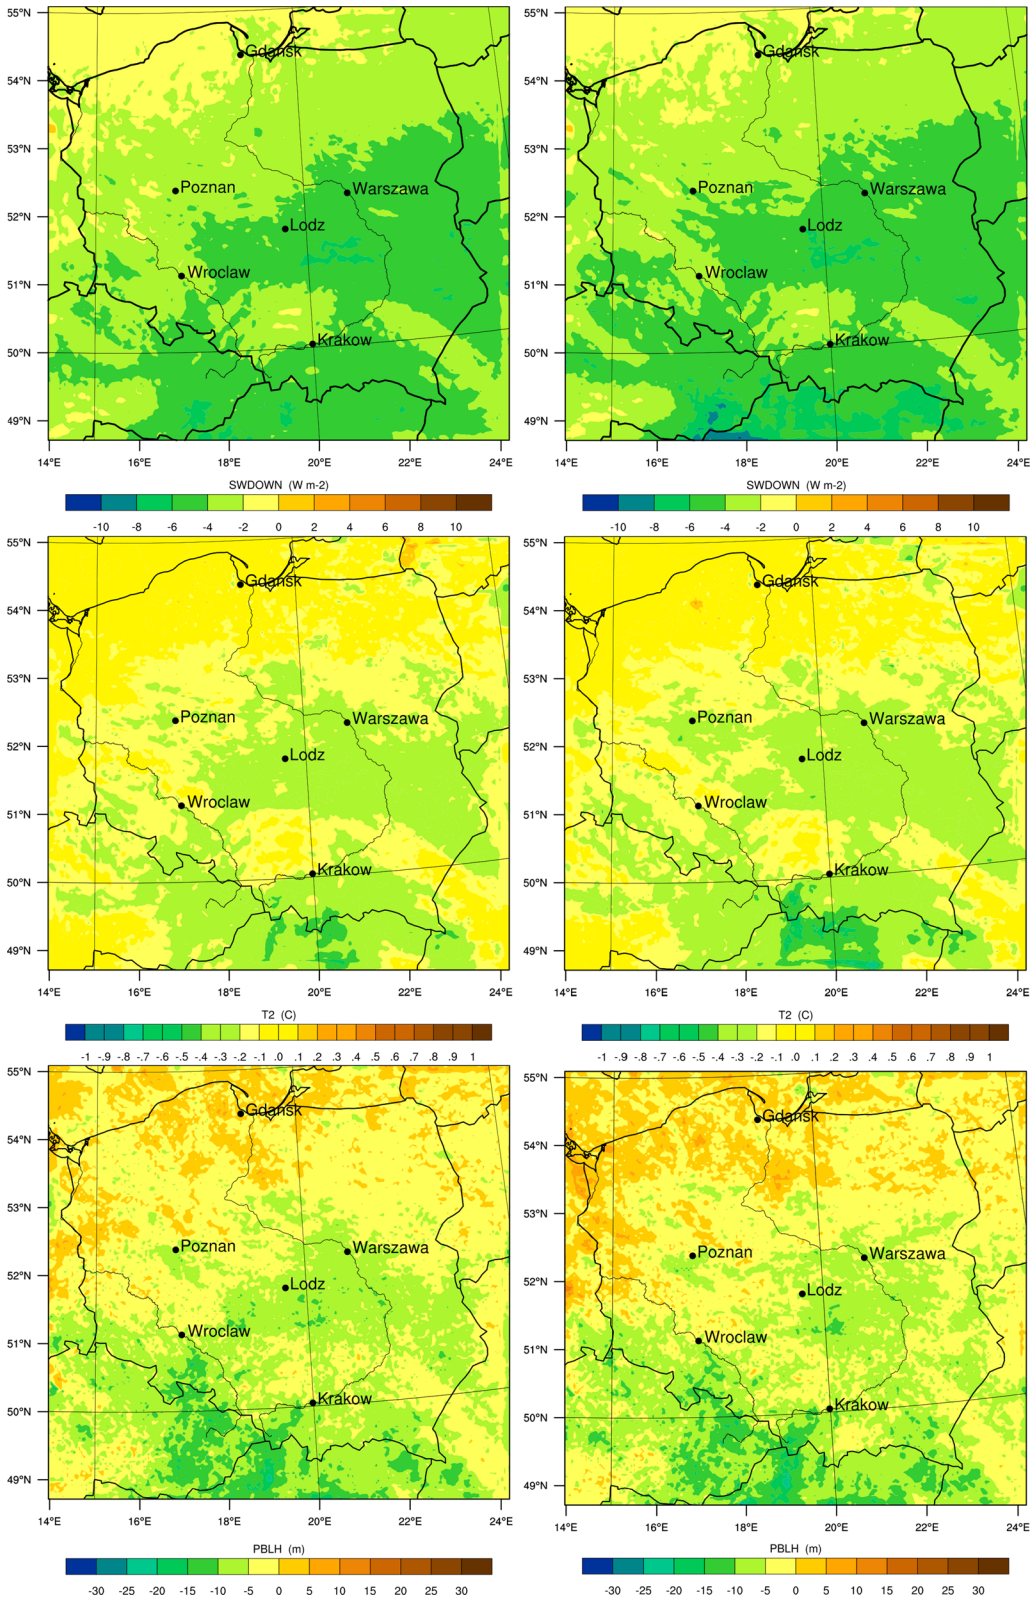 55°N
54°N
53°N
52°N
51°N
50°N
49°N
Gdansk
Poznan
Warszawa
Lodz
Wroclaw
Krakow
14°E 16°E 18°E 20°E 22°E 24°E
SWDOWN (W m-2)
-10 -8 -6 -4 -2 0 2 4 6 8 10
Gdansk
Poznan
Warszawa
Lodz
Wroclaw
Krakow
55°N
54°N
53°N
52°N
51°N
50°N
49°N
14°E 16°E 18°E 20°E 22°E 24°E
SWDOWN (W m-2)
-10 -8 -6 -4 -2 0 2 4 6 8 10
55°N
54°N
53°N
52°N
51°N
50°N
49°N
Gdansk
Poznan
Warszawa
Lodz
Wroclaw
Krakow
14°E 16°E 18°E 20°E 22°E 24°E
T2 (C)
-1 -.9 -.8 -.7 -.6 -.5 -.4 -.3 -.2 -.1 .0 .1 .2 .3 .4 .5 .6 .7 .8 .9 1
55°N
54°N
53°N
52°N
51°N
50°N
49°N
Gdansk
Poznan
Warszawa
Lodz
Wroclaw
Krakow
14°E 16°E 18°E 20°E 22°E 24°E
T2 (C)
-1 -.9 -.8 -.7 -.6 -.5 -.4 -.3 -.2 -.1 .0 .1 .2 .3 .4 .5 .6 .7 .8 .9 1
55°N
54°N
53°N
52°N
51°N
50°N
49°N
Gdansk
Poznan
Warszawa
Lodz
Wroclaw
Krakow
14°E 16°E 18°E 20°E 22°E 24°E
PBLH (m)
-30 -25 -20 -15 -10 -5 0 5 10 15 20 25 30
55°N
54°N
53°N
52°N
51°N
50°N
49°N
Gdansk
Poznan
Warszawa
Lodz
Wroclaw
Krakow
14°E 16°E 18°E 20°E 22°E 24°E
PBLH (m)
-30 -25 -20 -15 -10 -5 0 5 10 15 20 25 30